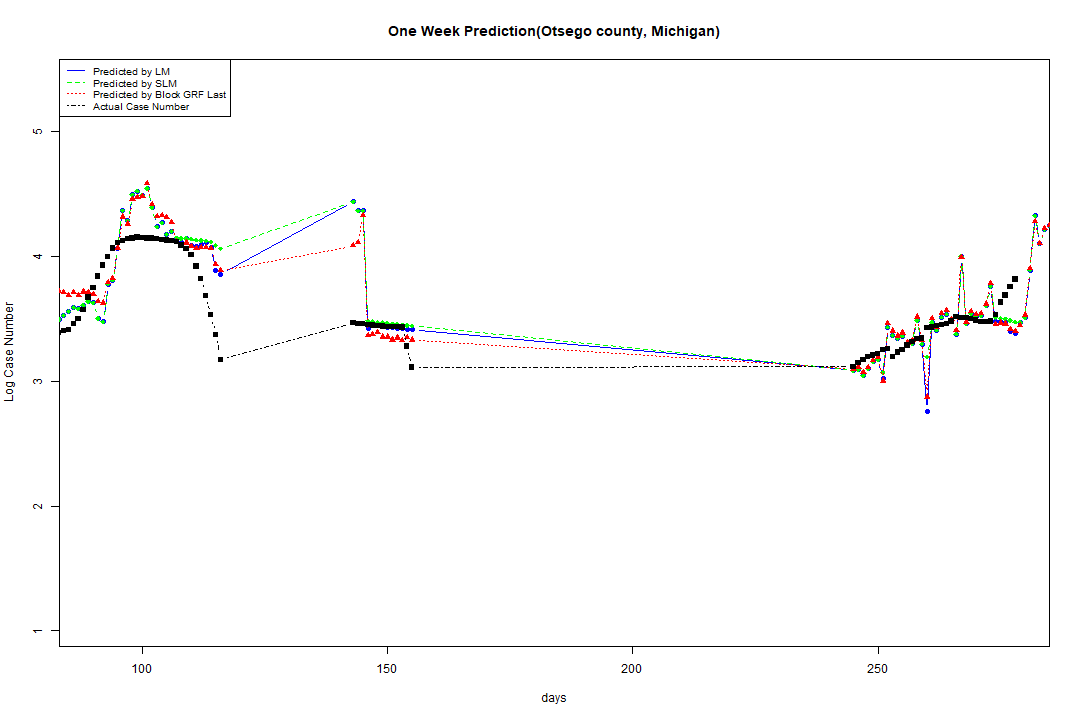 One Week Prediction(Otsego county, Michigan)
Predicted by LM
Predicted by SLM
Predicted by Block GRF Last
Actual Case Number
5
4
3
2
1
Log Case Number
100 150 200 250
days